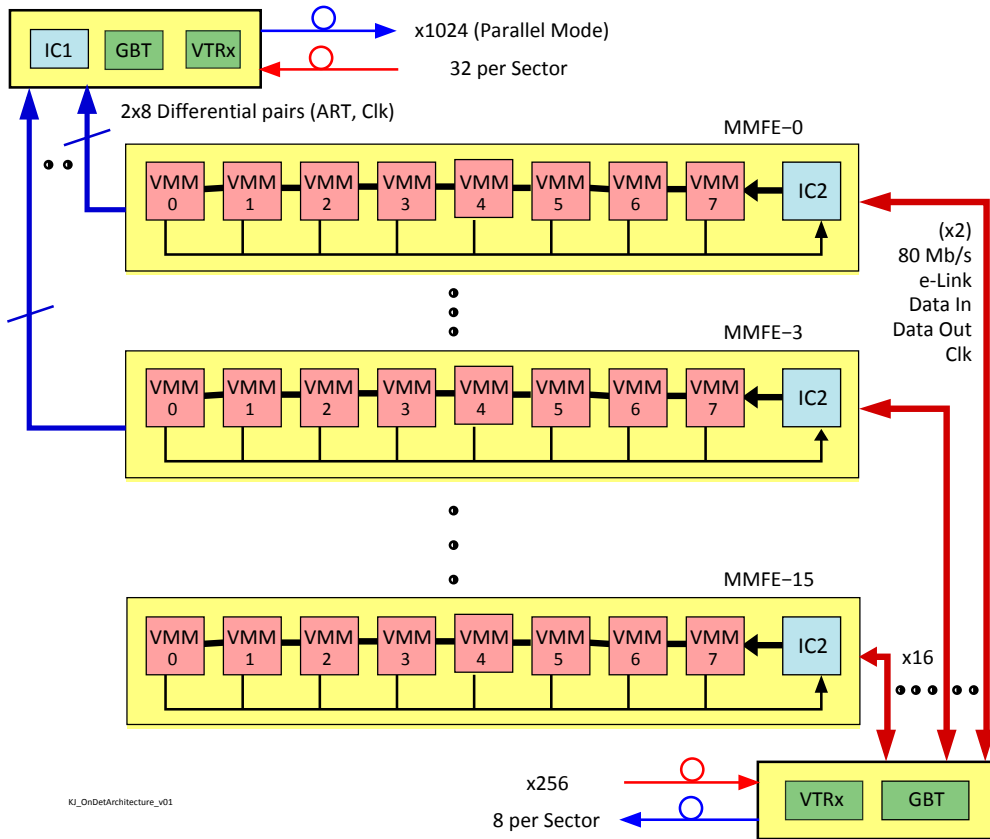 IC1 GBT VTRx
x1024 (Parallel Mode)
32 per Sector
2x8 Differential pairs (ART, Clk)
MMFE−0
VMM 0 VMM 1 VMM 2 VMM 3 VMM 4 VMM 5 VMM 6 VMM 7 IC2
(x2)
80 Mb/s
e-Link
Data In
Data Out
Clk
MMFE−3
VMM 0 VMM 1 VMM 2 VMM 3 VMM 4 VMM 5 VMM 6 VMM 7 IC2
MMFE−15
VMM 0 VMM 1 VMM 2 VMM 3 VMM 4 VMM 5 VMM 6 VMM 7 IC2
x16
x256
8 per Sector
VTRx GBT
KJ_OnDetArchitecture_v01